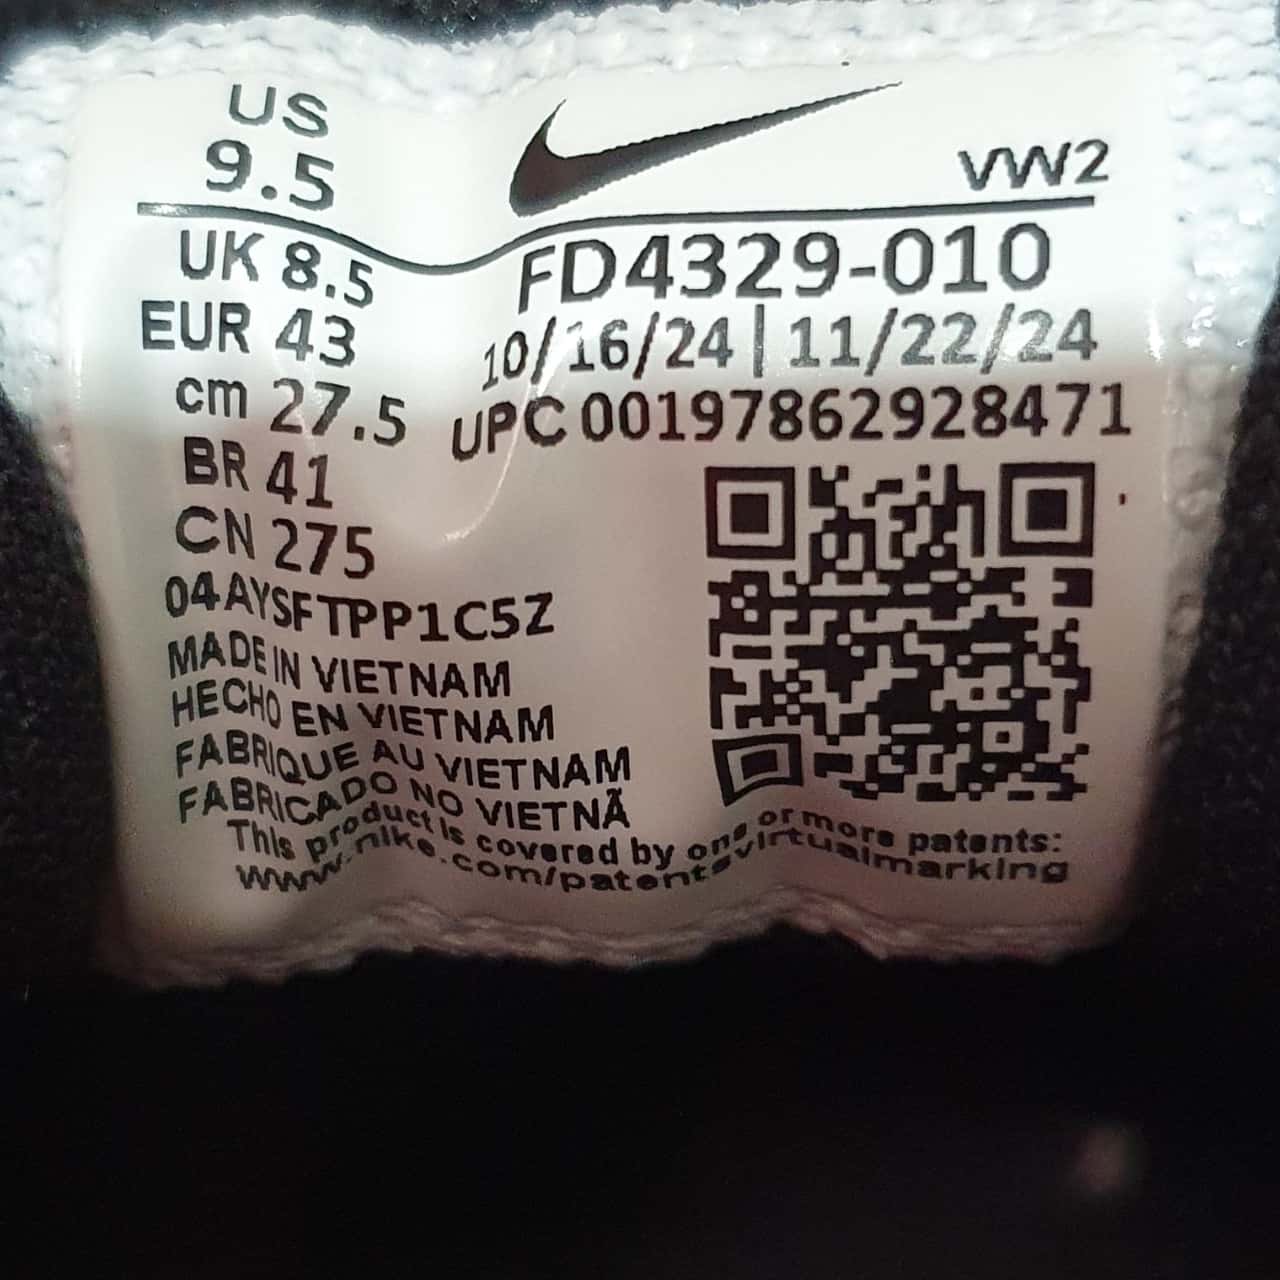 US
9.5
VW2
UK 8.5
EUR 43
cm 27.5
BR 41
CN 275
FD4329-010
10/16/24 | 11/22/24
UPC 00197862928471
04AYSFTPP1C5Z
MADE IN VIETNAM
HECHO EN VIETNAM
FABRIQUE AU VIETNAM
FABRICADO NO VIETNÃ
This product is covered by one or more patents:
www.nike.com/patentsvirtualmarking